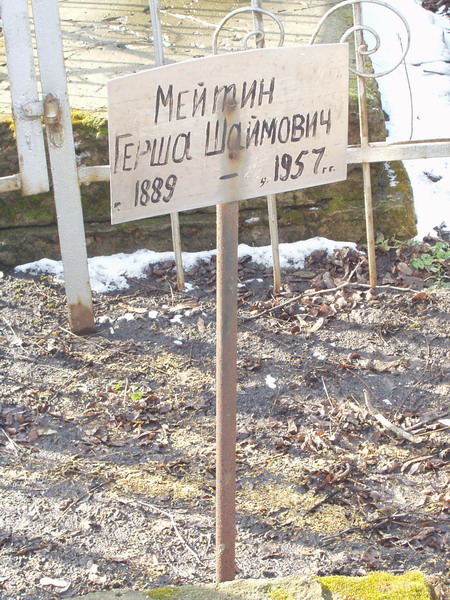 Мейтин
Герша Шаймович
1889 – 1957 г.г.